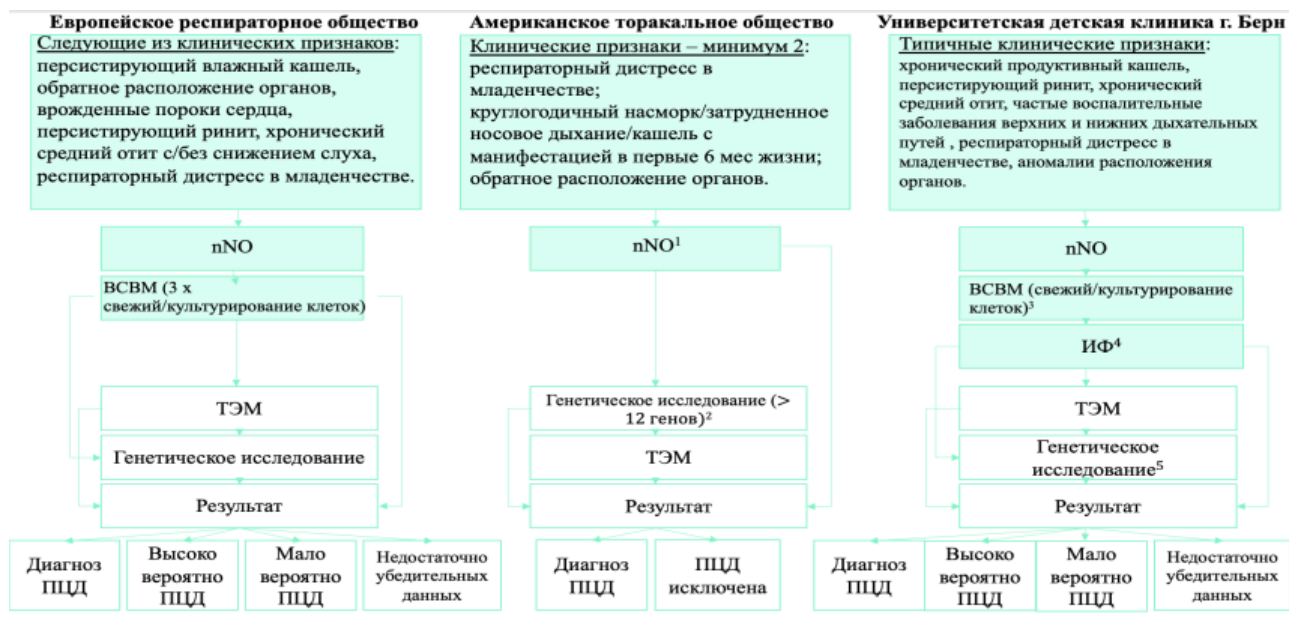 Европейское респираторное общество
Следующие из клинических признаков:
персистирующий влажный кашель,
обратное расположение органов,
врожденные пороки сердца,
персистирующий ринит, хронический
средний отит с/без снижением слуха,
респираторный дистресс в младенчестве.
nNO
ВСВМ (3 х
свежий/культурирование клеток)
ТЭМ
Генетическое исследование
Результат
Диагноз
ПЦД
Высоко
вероятно
ПЦД
Мало
вероятно
ПЦД
Недостаточно
убедительных
данных
Американское торакальное общество
Клинические признаки – минимум 2:
респираторный дистресс в
младенчестве;
круглогодичный насморк/затрудненное
носовое дыхание/кашель с
манифестацией в первые 6 мес жизни;
обратное расположение органов.
nNO¹
Генетическое исследование (>
12 генов)²
ТЭМ
Результат
Диагноз
ПЦД
ПЦД
исключена
Университетская детская клиника г. Берн
Типичные клинические признаки:
хронический продуктивный кашель,
персистирующий ринит, хронический
средний отит, частые воспалительные
заболевания верхних и нижних дыхательных
путей , респираторный дистресс в
младенчестве, аномалии расположения
органов.
nNO
ВСВМ (свежий/культурирование
клеток)³
ИФ⁴
ТЭМ
Генетическое
исследование⁵
Результат
Диагноз
ПЦД
Высоко
вероятно
ПЦД
Мало
вероятно
ПЦД
Недостаточно
убедительных
данных